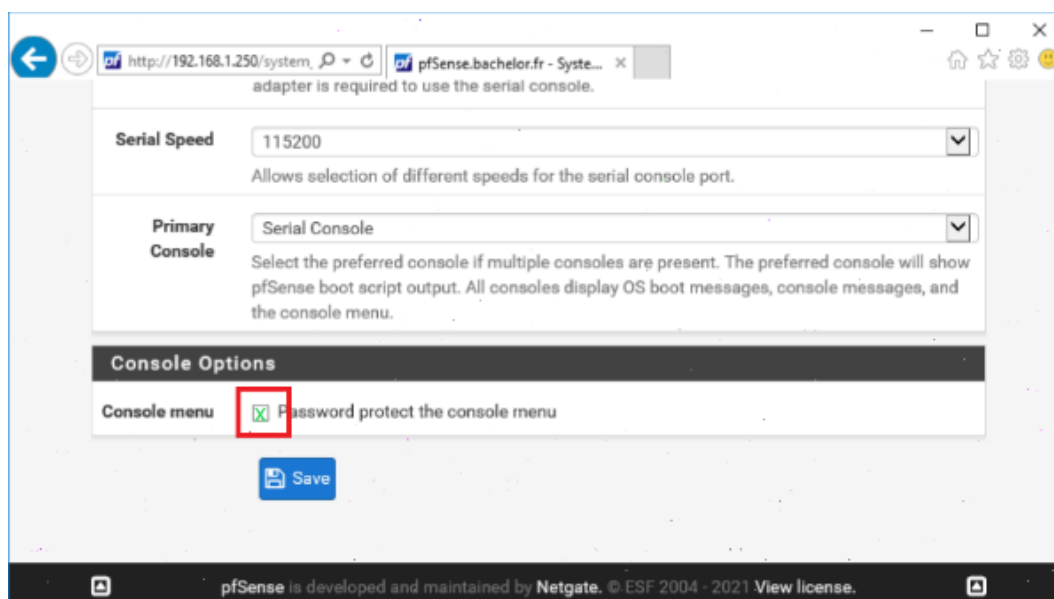 http://192.168.1.250/system_
pfSense.bachelor.fr - Syste...
adapter is required to use the serial console.
Serial Speed
115200
Allows selection of different speeds for the serial console port.
Primary Console
Serial Console
Select the preferred console if multiple consoles are present. The preferred console will show
pfSense boot script output. All consoles display OS boot messages, console messages, and
the console menu.
Console Options
Console menu
Password protect the console menu
Save
pfSense is developed and maintained by Netgate. © ESF 2004 - 2021 View license.